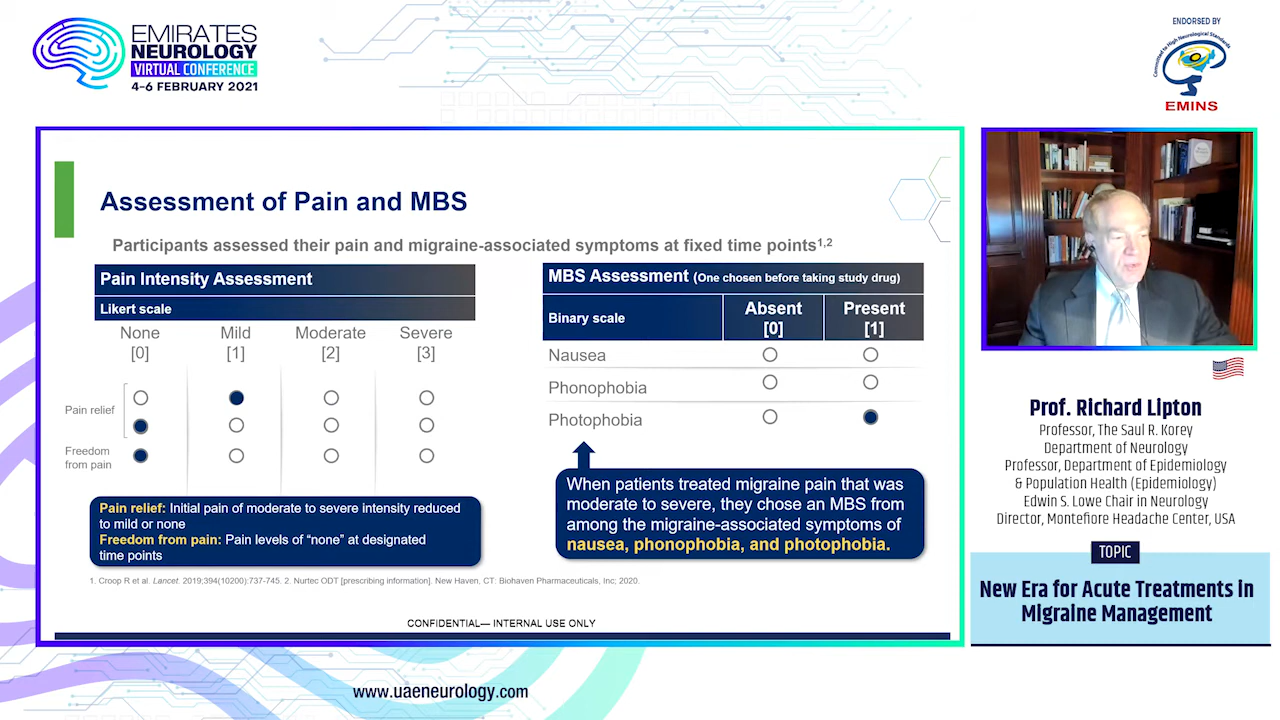 EMIRATES
NEUROLOGY
VIRTUAL CONFERENCE
4-6 FEBRUARY 2021
ENDORSED BY
Committed to High Neurological Standards
EMINS
Assessment of Pain and MBS
Participants assessed their pain and migraine-associated symptoms at fixed time points1,2
Pain Intensity Assessment
Likert scale
None Mild Moderate Severe
[0] [1] [2] [3]
Pain relief
Freedom
from pain
Pain relief: Initial pain of moderate to severe intensity reduced
to mild or none
Freedom from pain: Pain levels of “none” at designated
time points
MBS Assessment (One chosen before taking study drug)
Binary scale
Absent Present
[0] [1]
Nausea
Phonophobia
Photophobia
When patients treated migraine pain that was
moderate to severe, they chose an MBS from
among the migraine-associated symptoms of
nausea, phonophobia, and photophobia.
1. Croop R et al. Lancet. 2019;394(10200):737-745. 2. Nurtec ODT [prescribing information]. New Haven, CT: Biohaven Pharmaceuticals, Inc; 2020.
CONFIDENTIAL— INTERNAL USE ONLY
Prof. Richard Lipton
Professor, The Saul R. Korey
Department of Neurology
Professor, Department of Epidemiology
& Population Health (Epidemiology)
Edwin S. Lowe Chair in Neurology
Director, Montefiore Headache Center, USA
TOPIC
New Era for Acute Treatments in
Migraine Management
www.uaeneurology.com